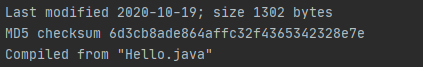 Last modified 2020-10-19; size 1302 bytes
MD5 checksum 6d3cb8ade864affc32f4365342328e7e
Compiled from "Hello.java"